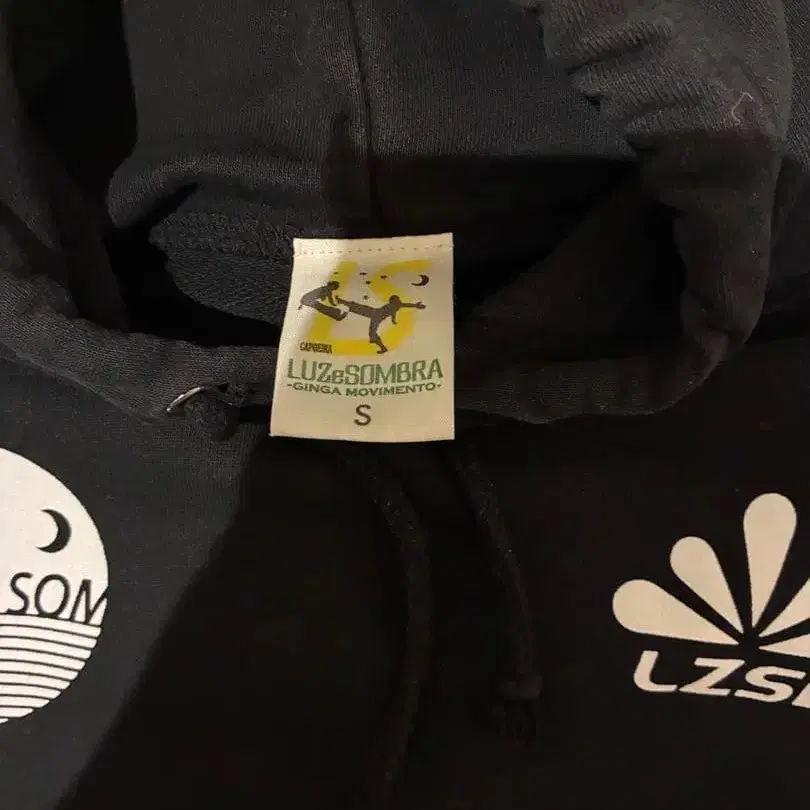 LS
CAPOEIRA
LUZeSOMBRA
-GINGA MOVIMENTO-
S
SOM
LZS